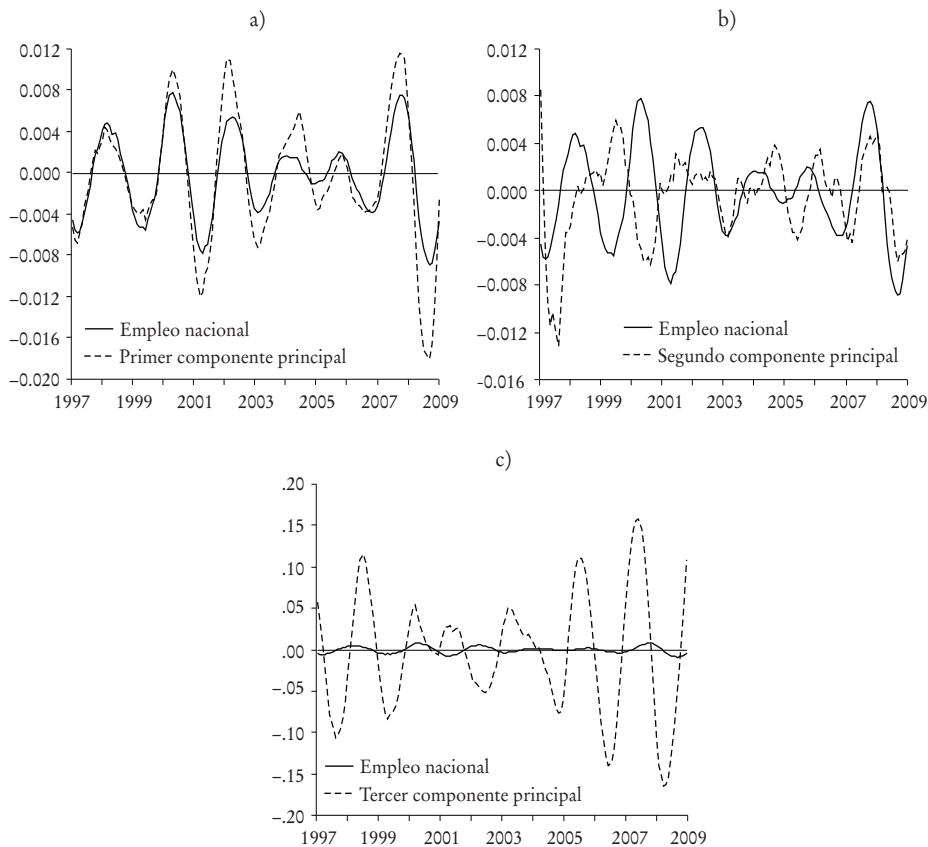 a)
0.012
0.008
0.004
0.000
−0.004
−0.008
−0.012
−0.016
−0.020
Empleo nacional
Primer componente principal
1997 1999 2001 2003 2005 2007 2009
b)
0.012
0.008
0.004
0.000
−0.004
−0.008
−0.012
−0.016
Empleo nacional
Segundo componente principal
1997 1999 2001 2003 2005 2007 2009
c)
.20
.15
.10
.05
.00
−.05
−.10
−.15
−.20
Empleo nacional
Tercer componente principal
1997 1999 2001 2003 2005 2007 2009